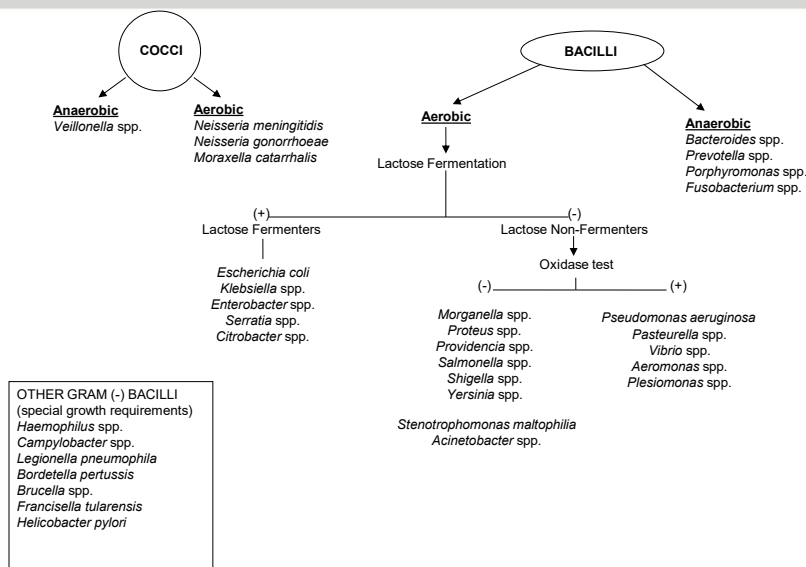 COCCI
Anaerobic
Veillonella spp.
Aerobic
Neisseria meningitidis
Neisseria gonorrhoeae
Moraxella catarrhalis
BACILLI
Aerobic
Lactose Fermentation
Anaerobic
Bacteroides spp.
Prevotella spp.
Porphyromonas spp.
Fusobacterium spp.
(+)
Lactose Fermenters
Escherichia coli
Klebsiella spp.
Enterobacter spp.
Serratia spp.
Citrobacter spp.
(-)
Lactose Non-Fermenters
Oxidase test
(-)
Morganella spp.
Proteus spp.
Providencia spp.
Salmonella spp.
Shigella spp.
Yersinia spp.
Stenotrophomonas maltophilia
Acinetobacter spp.
(+)
Pseudomonas aeruginosa
Pasteurella spp.
Vibrio spp.
Aeromonas spp.
Plesiomonas spp.
OTHER GRAM (-) BACILLI
(special growth requirements)
Haemophilus spp.
Campylobacter spp.
Legionella pneumophila
Bordetella pertussis
Brucella spp.
Francisella tularensis
Helicobacter pylori